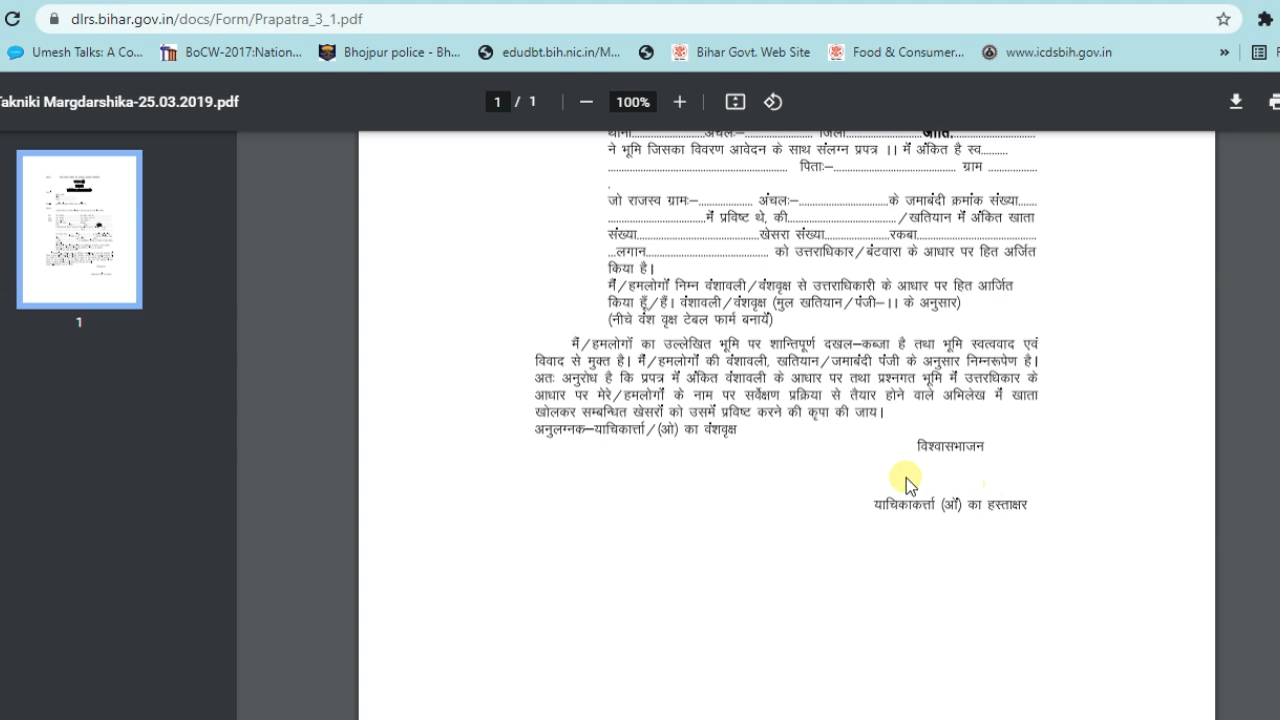 dlrs.bihar.gov.in/docs/Form/Prapatra_3_1.pdf
Umesh Talks: A Co... BoCW-2017:Nation... Bhojpur police - Bh... edudbt.bih.nic.in/M... Bihar Govt. Web Site Food & Consumer... www.icdsbih.gov.in »
akniki Margdarshika-25.03.2019.pdf 1 / 1 100%
थाना.........................अंचल:–................. जिला..........................जाति.....................
ने भूमि जिसका विवरण आवेदन के साथ संलग्न प्रपत्र ।। में अंकित है स्व..........
............................................................ पिता:–......................................... ग्राम .................
.
जो राजस्व ग्राम:–.................... अंचल:–..............................के जमाबंदी क्रमांक संख्या.......
................................में प्रविष्ट थे, की...................................../खतियान में अंकित खाता
संख्या.........................................खेसरा संख्या......................रकबा.........................................
...लगान......................................... को उत्तराधिकार/बंटवारा के आधार पर हित अर्जित
किया है।
मैं/हमलोगों निम्न वंशावली/वंशवृक्ष से उत्तराधिकारी के आधार पर हित आर्जित
किया हूँ/हैं। वंशावली/वंशवृक्ष (मुल खतियान/पंजी–।। के अनुसार)
(नीचे वंश वृक्ष टेबल फार्म बनायें)
मैं/हमलोगों का उल्लेखित भूमि पर शान्तिपूर्ण दखल–कब्जा है तथा भूमि स्वत्ववाद एवं
विवाद से मुक्त है। मैं/हमलोगों की वंशावली, खतियान/जमाबंदी पंजी के अनुसार निम्नरूपेण है।
अतः अनुरोध है कि प्रपत्र में अंकित वंशावली के आधार पर तथा प्रश्नगत भूमि में उत्तरधिकार के
आधार पर मेरे/हमलोगों के नाम पर सर्वेक्षण प्रक्रिया से तैयार होने वाले अभिलेख में खाता
खोलकर सम्बन्धित खेसरों को उसमें प्रविष्ट करने की कृपा की जाय।
अनुलग्नक–याचिकार्त्ता/(ओ) का वंशवृक्ष
विश्वासभाजन
याचिकाकर्त्ता (ओं) का हस्ताक्षर
1